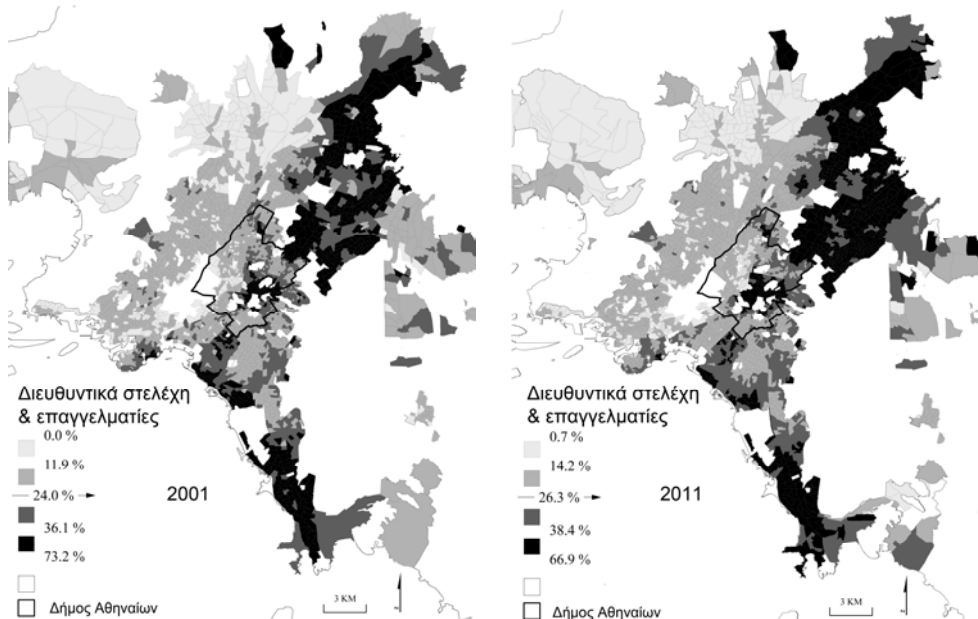 Διευθυντικά στελέχη
& επαγγελματίες
0.0 %
11.9 %
24.0 %
36.1 %
73.2 %
2001
3 KM
Δήμος Αθηναίων
Διευθυντικά στελέχη
& επαγγελματίες
0.7 %
14.2 %
26.3 %
38.4 %
66.9 %
2011
3 KM
Δήμος Αθηναίων